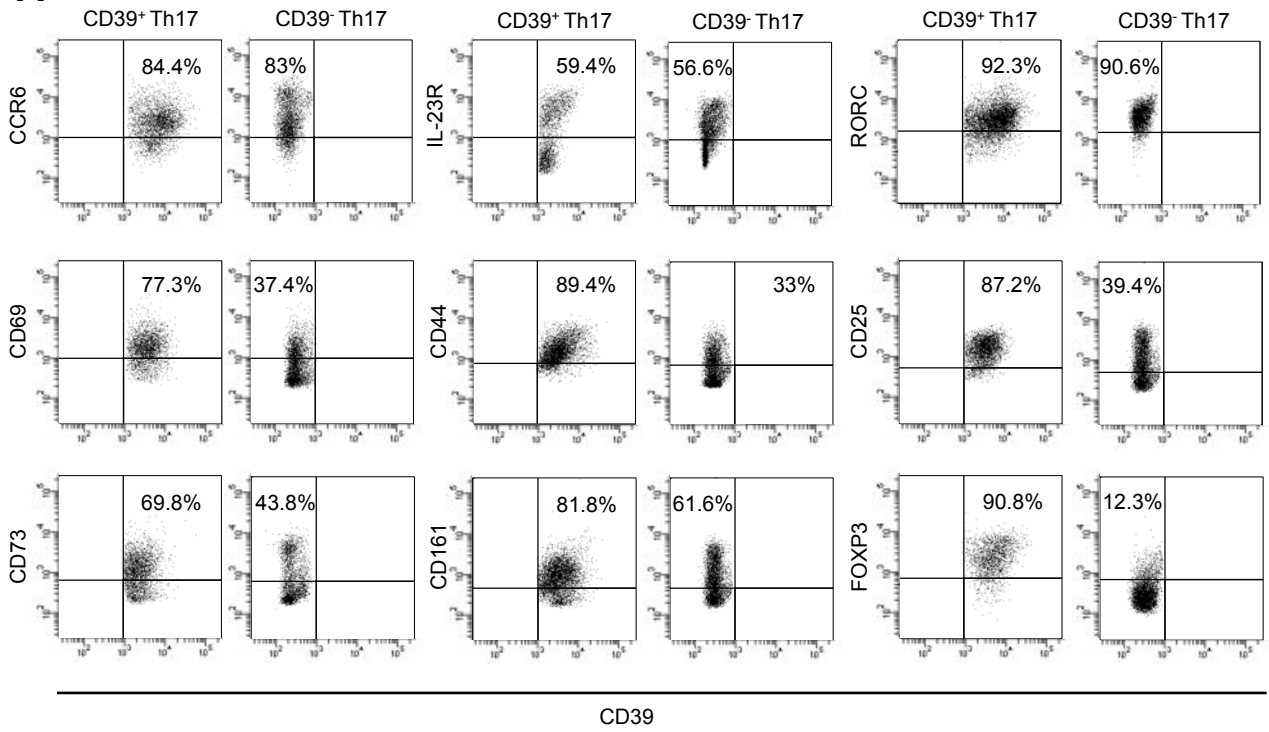 CD39⁺ Th17 CD39⁻ Th17 CD39⁺ Th17 CD39⁻ Th17 CD39⁺ Th17 CD39⁻ Th17
CCR6 84.4% 83% IL-23R 59.4% 56.6% RORC 92.3% 90.6%
CD69 77.3% 37.4% CD44 89.4% 33% CD25 87.2% 39.4%
CD73 69.8% 43.8% CD161 81.8% 61.6% FOXP3 90.8% 12.3%
CD39